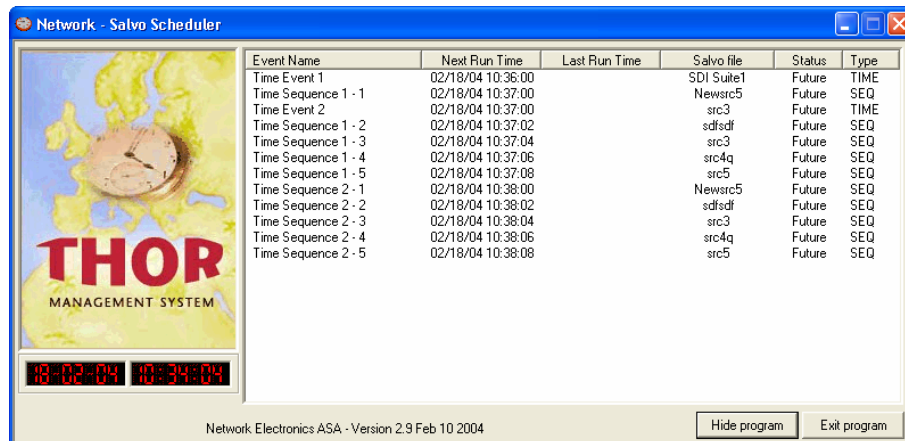 Network - Salvo Scheduler
Event Name Next Run Time Last Run Time Salvo file Status Type
Time Event 1 02/18/04 10:36:00 SDI Suite1 Future TIME
Time Sequence 1 - 1 02/18/04 10:37:00 Newsrc5 Future SEQ
Time Event 2 02/18/04 10:37:00 src3 Future TIME
Time Sequence 1 - 2 02/18/04 10:37:02 sdfsdf Future SEQ
Time Sequence 1 - 3 02/18/04 10:37:04 src3 Future SEQ
Time Sequence 1 - 4 02/18/04 10:37:06 src4q Future SEQ
Time Sequence 1 - 5 02/18/04 10:37:08 src5 Future SEQ
Time Sequence 2 - 1 02/18/04 10:38:00 Newsrc5 Future SEQ
Time Sequence 2 - 2 02/18/04 10:38:02 sdfsdf Future SEQ
Time Sequence 2 - 3 02/18/04 10:38:04 src3 Future SEQ
Time Sequence 2 - 4 02/18/04 10:38:06 src4q Future SEQ
Time Sequence 2 - 5 02/18/04 10:38:08 src5 Future SEQ
THOR
MANAGEMENT SYSTEM
18-02-04 10:34:04
Network Electronics ASA - Version 2.9 Feb 10 2004
Hide program Exit program